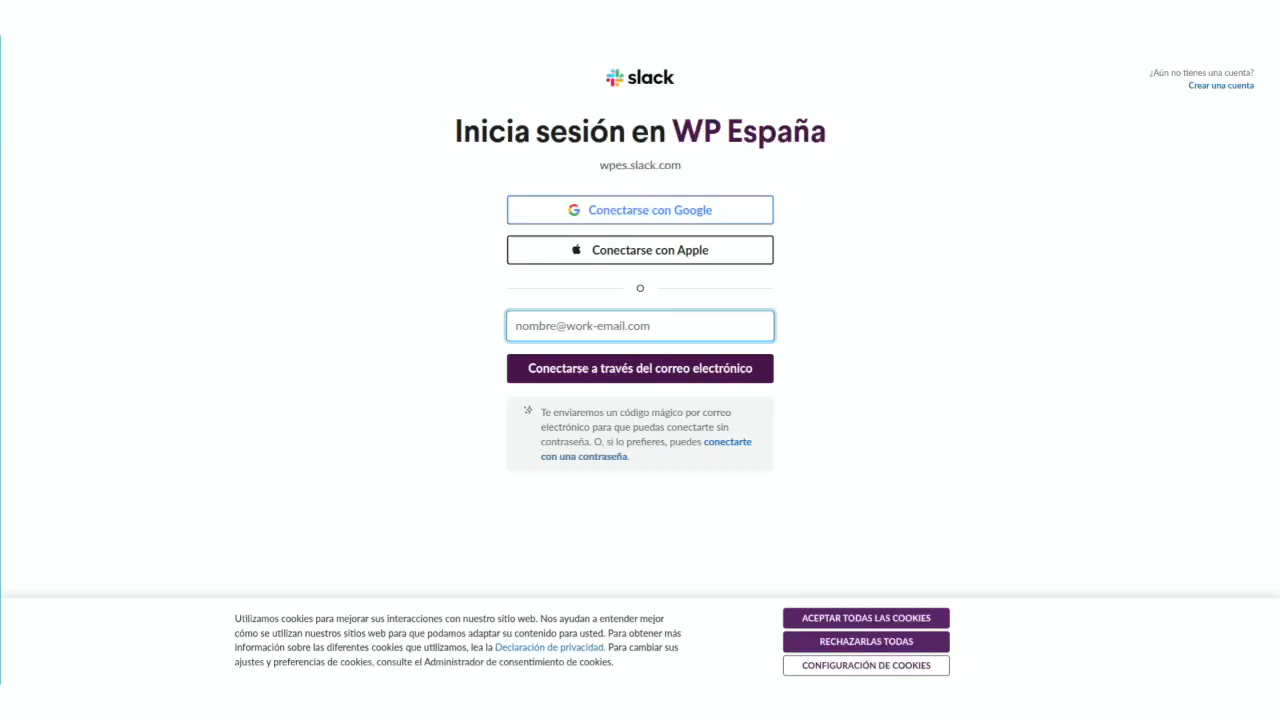 slack
¿Aún no tienes una cuenta?
Crear una cuenta
Inicia sesión en WP España
wpes.slack.com
Conectarse con Google
Conectarse con Apple
O
nombre@work-email.com
Conectarse a través del correo electrónico
Te enviaremos un código mágico por correo
electrónico para que puedas conectarte sin
contraseña. O, si lo prefieres, puedes conectarte
con una contraseña.
Utilizamos cookies para mejorar sus interacciones con nuestro sitio web. Nos ayudan a entender mejor
cómo se utilizan nuestros sitios web para que podamos adaptar su contenido para usted. Para obtener más
información sobre las diferentes cookies que utilizamos, lea la Declaración de privacidad. Para cambiar sus
ajustes y preferencias de cookies, consulte el Administrador de consentimiento de cookies.
ACEPTAR TODAS LAS COOKIES
RECHAZARLAS TODAS
CONFIGURACIÓN DE COOKIES